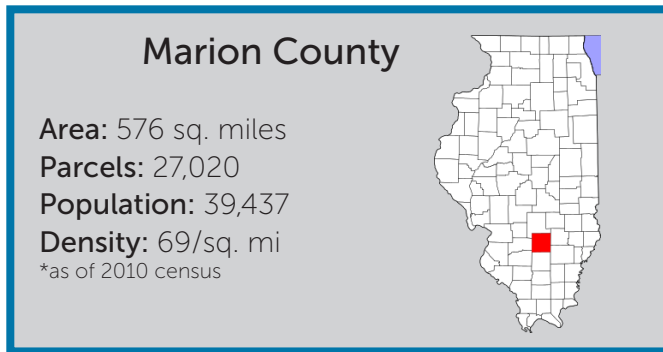 Marion County
Area: 576 sq. miles
Parcels: 27,020
Population: 39,437
Density: 69/sq. mi
*as of 2010 census